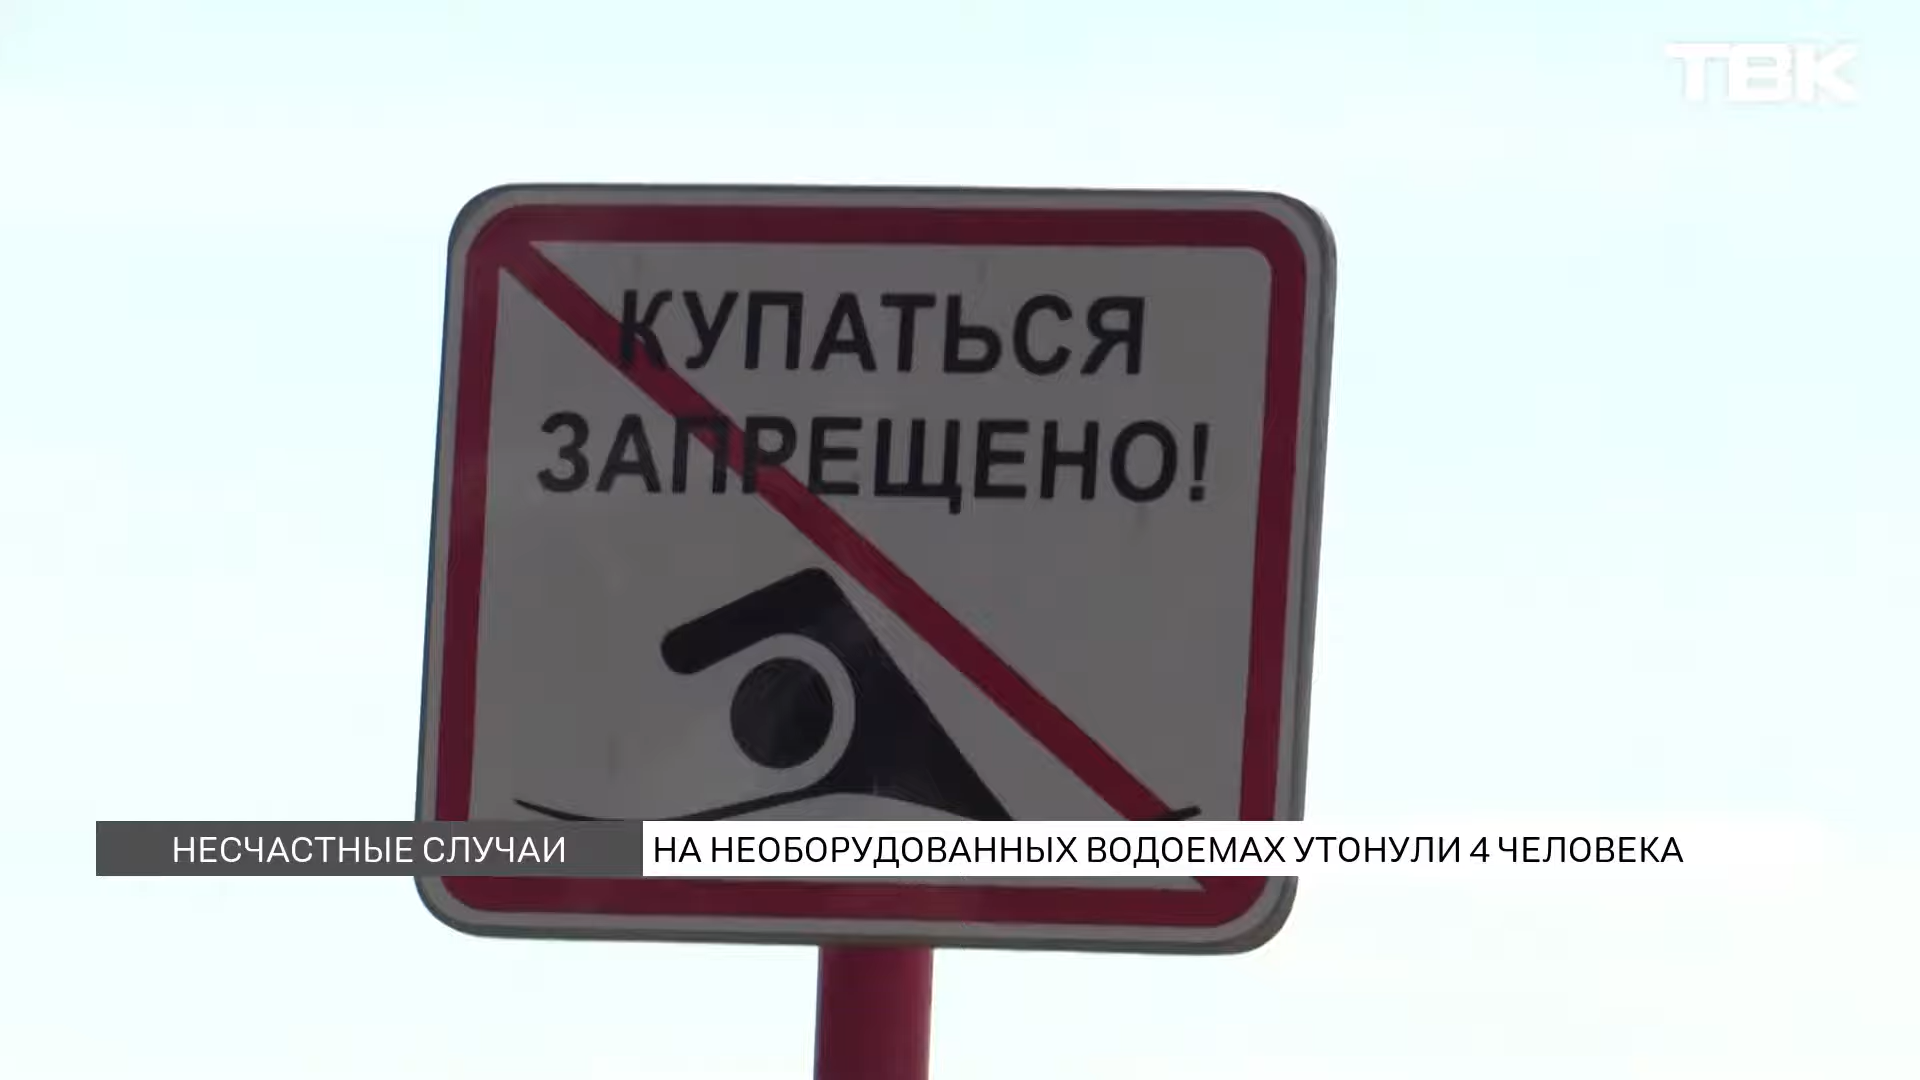 ТВК
КУПАТЬСЯ
ЗАПРЕЩЕНО!
НЕСЧАСТНЫЕ СЛУЧАИ
НА НЕОБОРУДОВАННЫХ ВОДОЕМАХ УТОНУЛИ 4 ЧЕЛОВЕКА